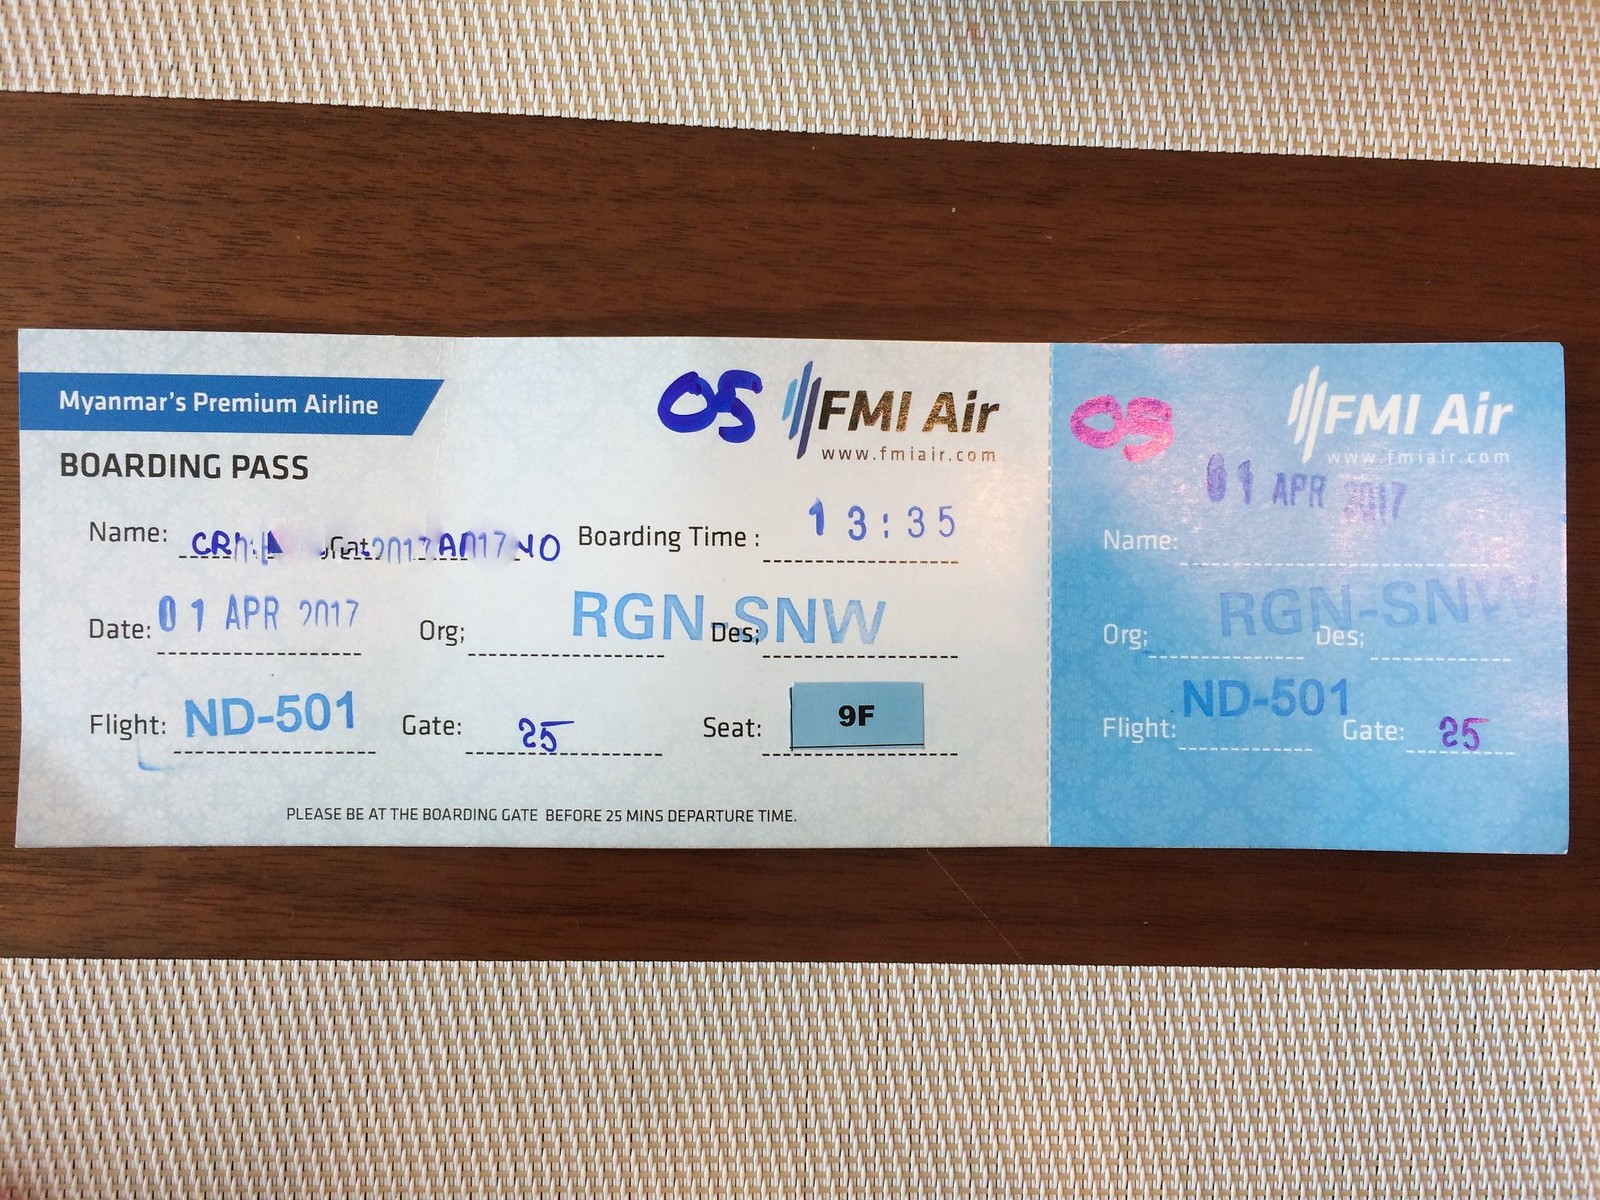 Myanmar's Premium Airline
BOARDING PASS
05
FMI Air
www.fmiair.com
Name:
Boarding Time : 13:35
Date: 01 APR 2017 Org; RGN-SNW Des;
Flight: ND-501 Gate: 25 Seat: 9F
PLEASE BE AT THE BOARDING GATE BEFORE 25 MINS DEPARTURE TIME.
FMI Air
www.fmiair.com
01 APR 2017
Name:
RGN-SNW
Org; Des;
Flight: ND-501 Gate: 25